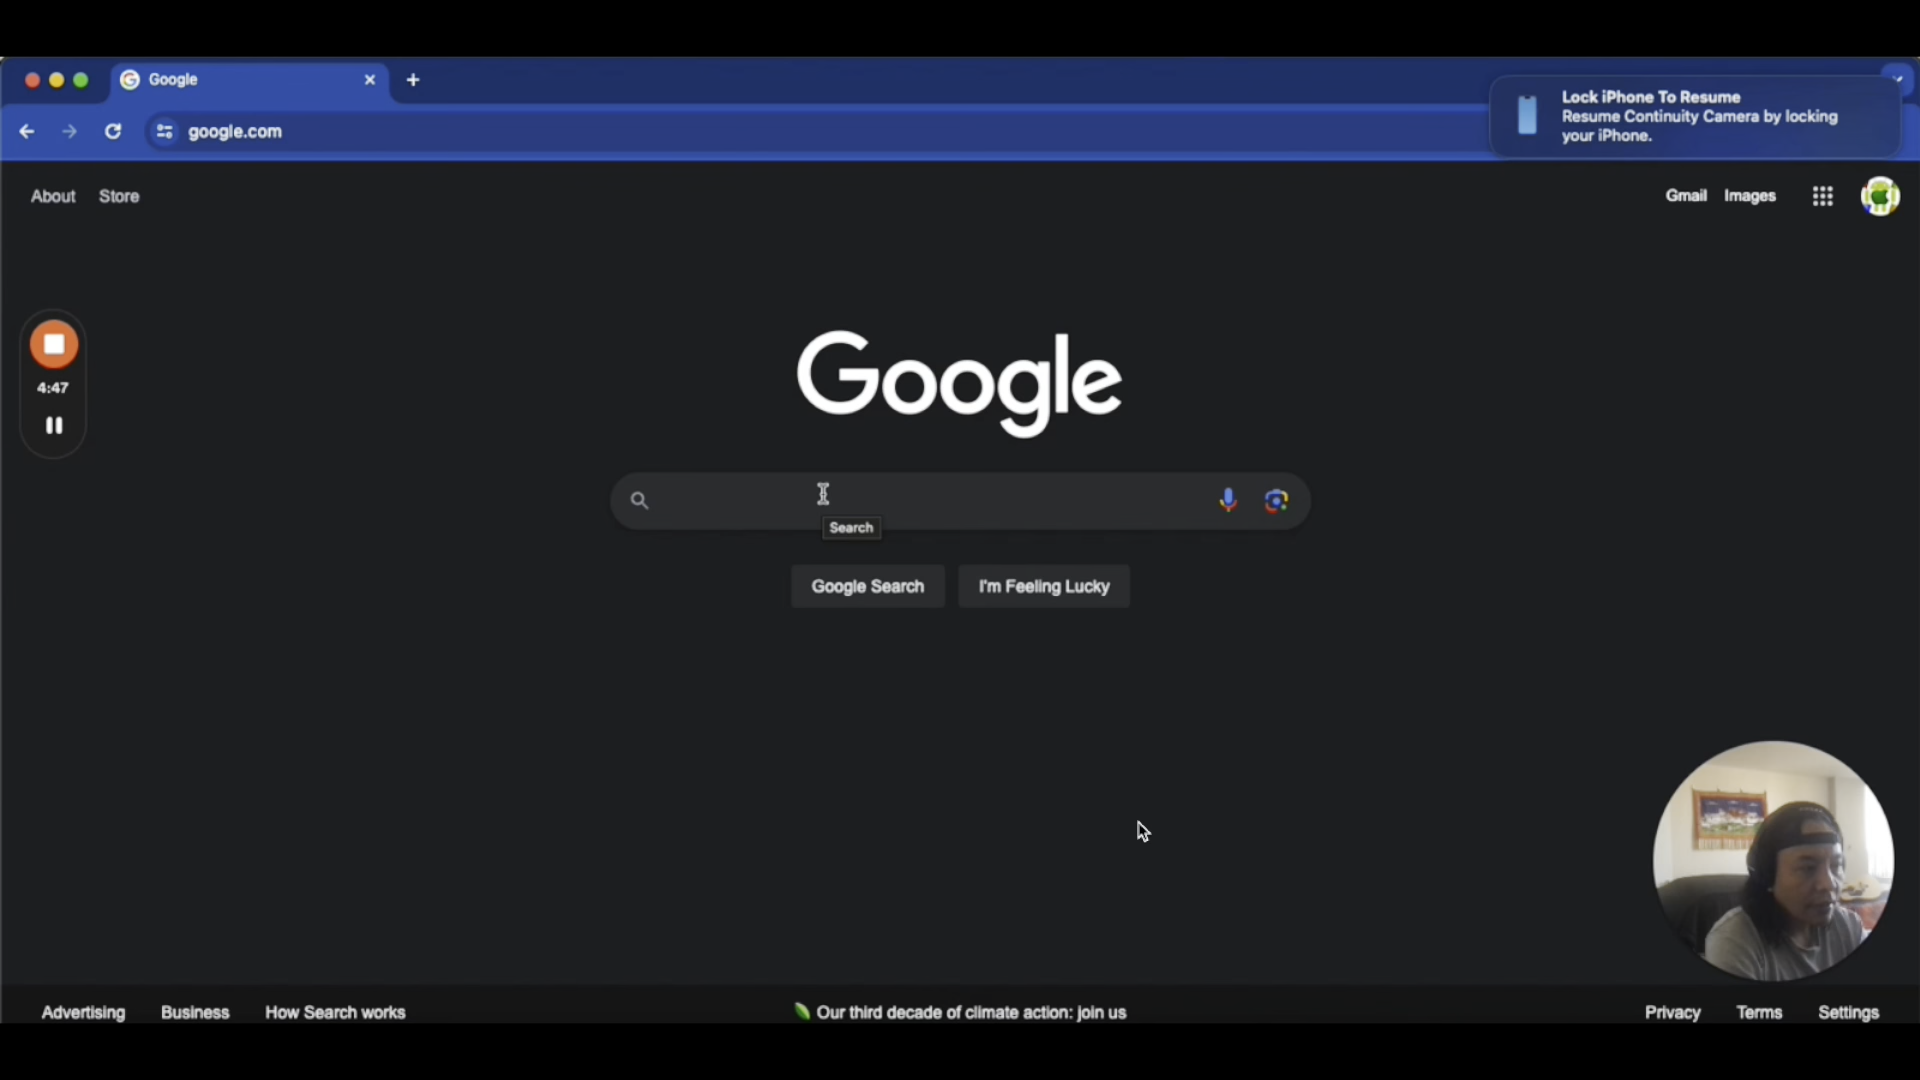 Google
google.com
Lock iPhone To Resume
Resume Continuity Camera by locking
your iPhone.
About Store
Gmail Images
4:47
Google
Search
Google Search I'm Feeling Lucky
Advertising Business How Search works
Our third decade of climate action: join us
Privacy Terms Settings